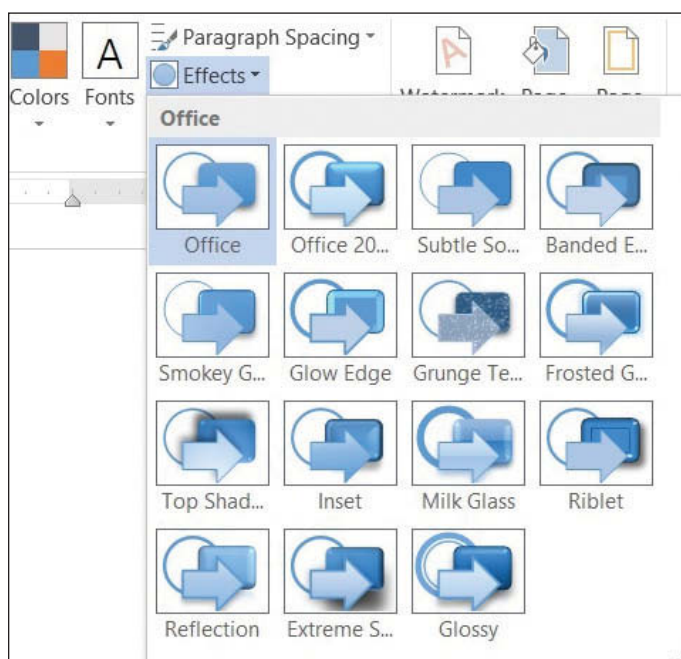 Paragraph Spacing
A
Effects
Colors Fonts
Office
Office Office 20... Subtle So... Banded E...
Smokey G... Glow Edge Grunge Te... Frosted G...
Top Shad... Inset Milk Glass Riblet
Reflection Extreme S... Glossy